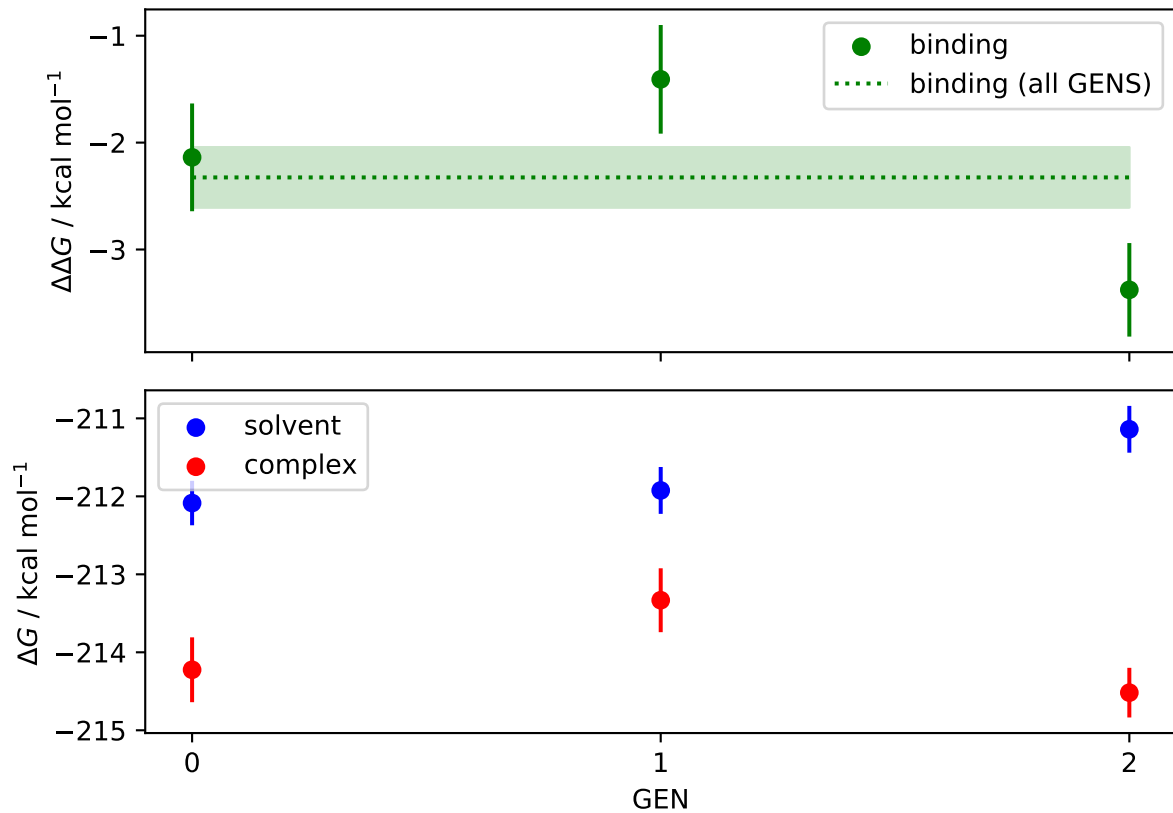 −1
−2
−3
ΔΔG / kcal mol⁻¹
binding
binding (all GENS)
−211
−212
−213
−214
−215
ΔG / kcal mol⁻¹
solvent
complex
0 1 2
GEN